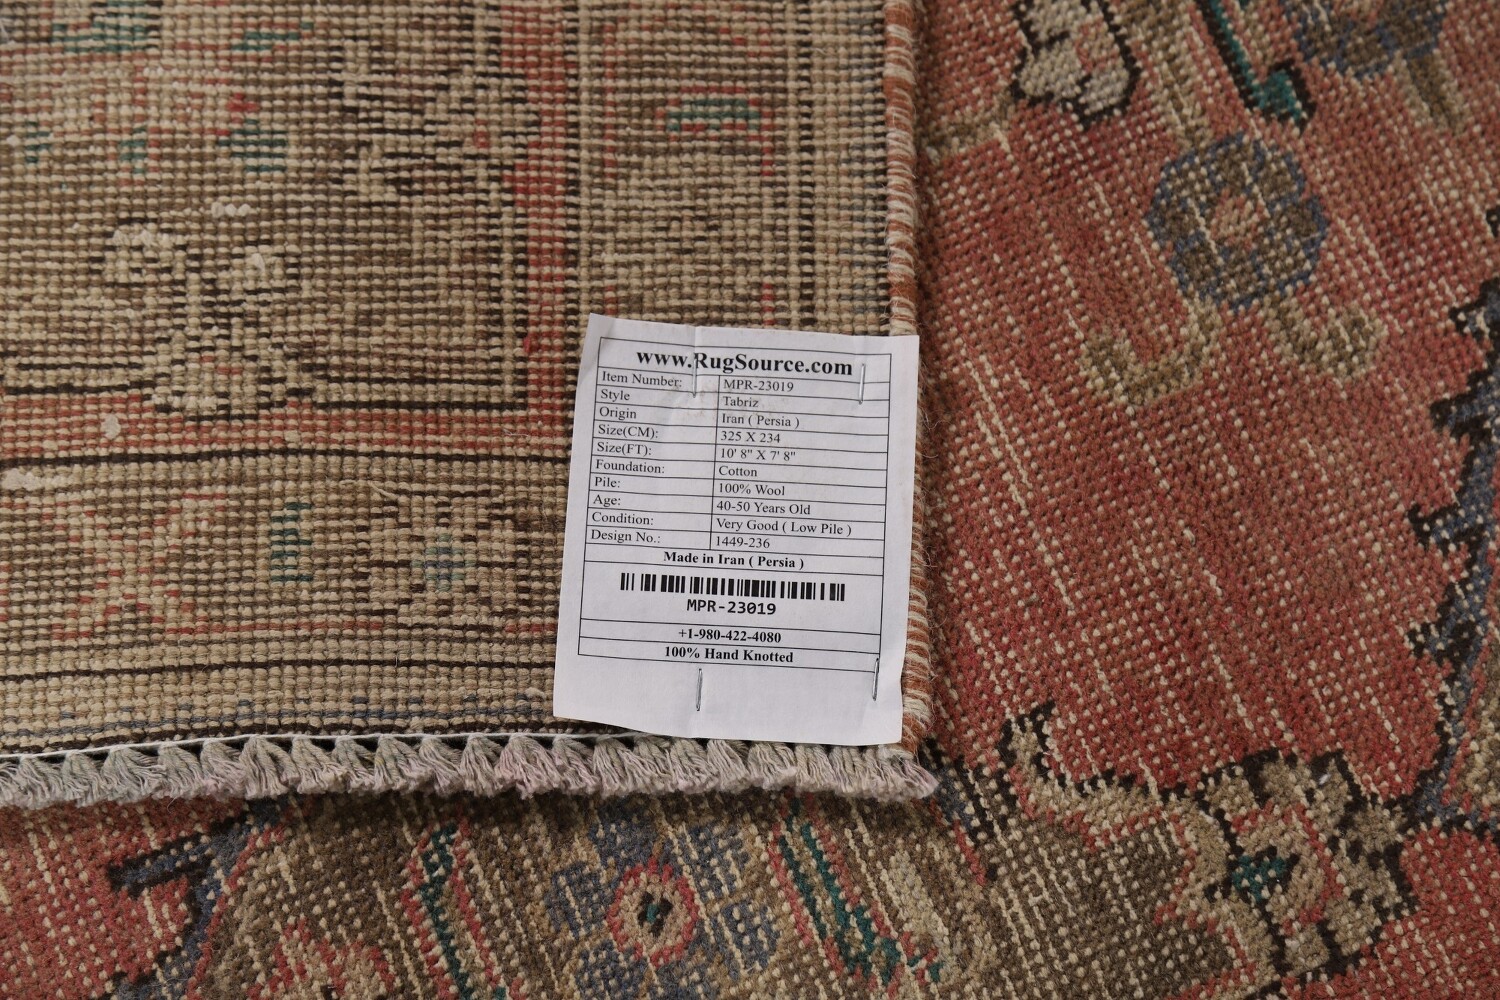 www.RugSource.com
Item Number: MPR-23019
Style Tabriz
Origin Iran ( Persia )
Size(CM): 325 X 234
Size(FT): 10' 8" X 7' 8"
Foundation: Cotton
Pile: 100% Wool
Age: 40-50 Years Old
Condition: Very Good ( Low Pile )
Design No.: 1449-236
Made in Iran ( Persia )
MPR-23019
+1-980-422-4080
100% Hand Knotted